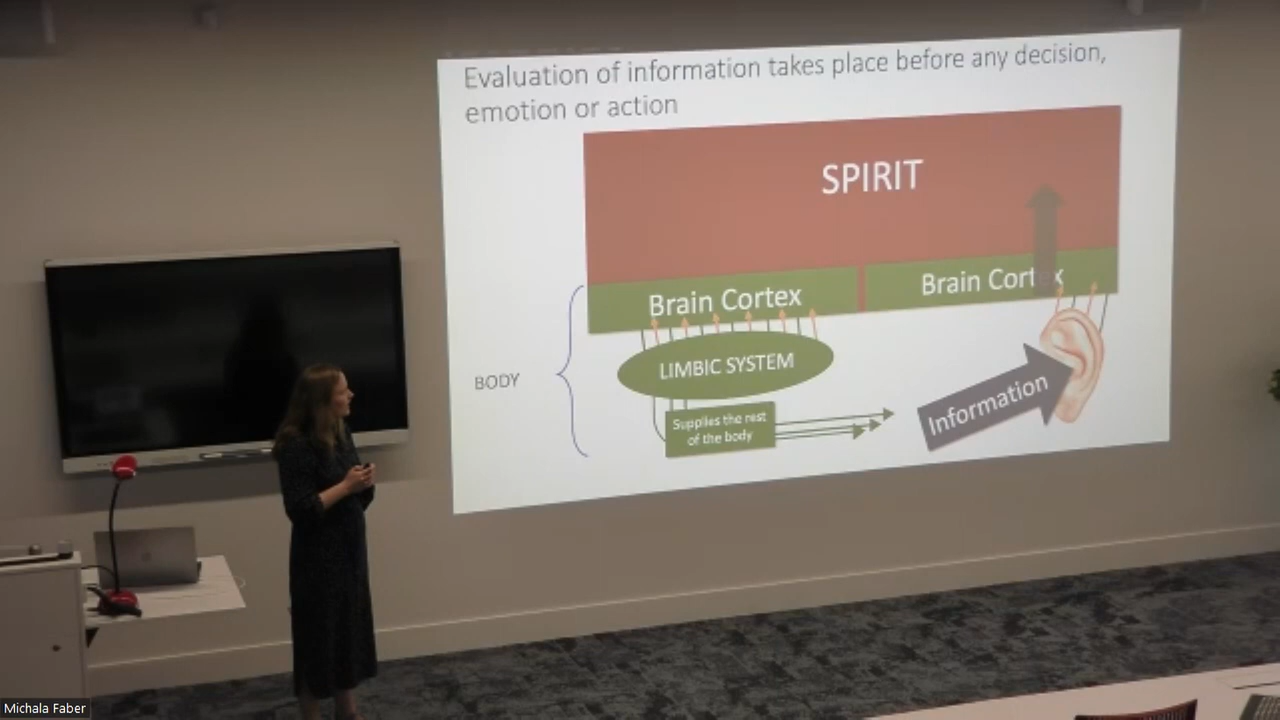 Evaluation of information takes place before any decision,
emotion or action
SPIRIT
Brain Cortex
Brain Cortex
LIMBIC SYSTEM
BODY
Supplies the rest
of the body
Information
Michala Faber